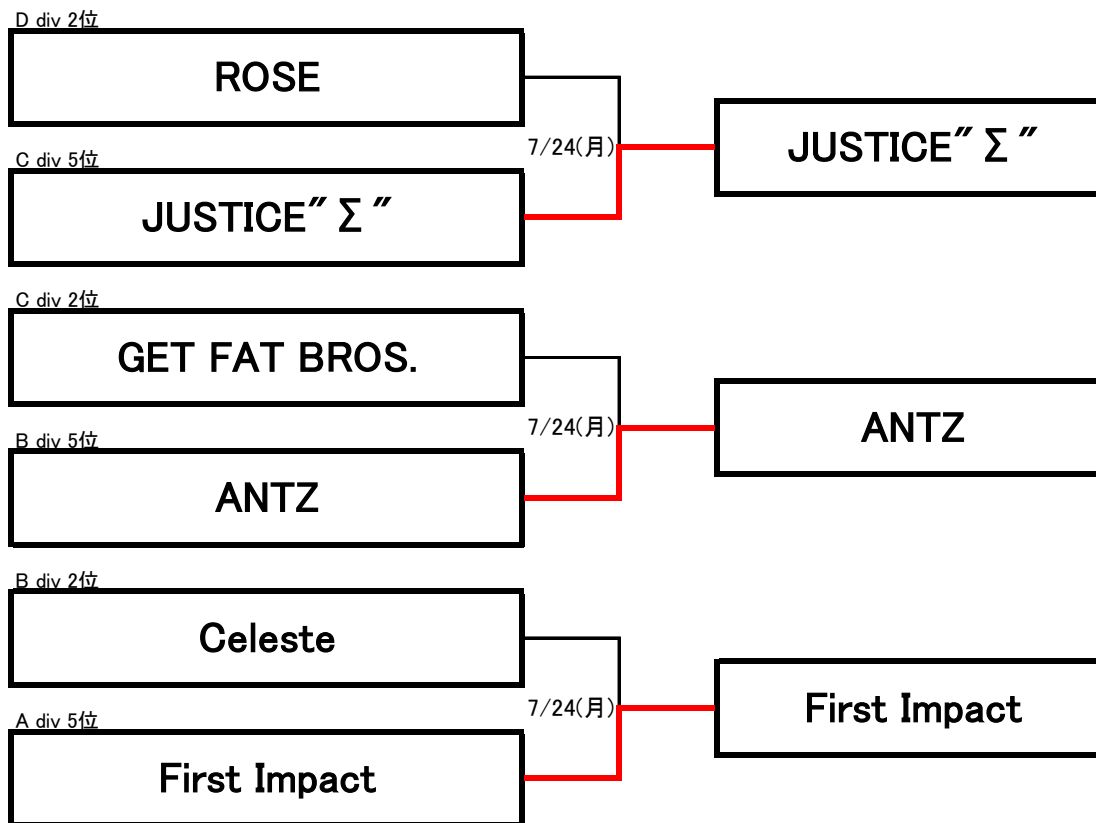 D div 2位
ROSE
7/24(月)
JUSTICE"Σ"
C div 5位
JUSTICE"Σ"
C div 2位
GET FAT BROS.
7/24(月)
ANTZ
B div 5位
ANTZ
B div 2位
Celeste
7/24(月)
First Impact
A div 5位
First Impact